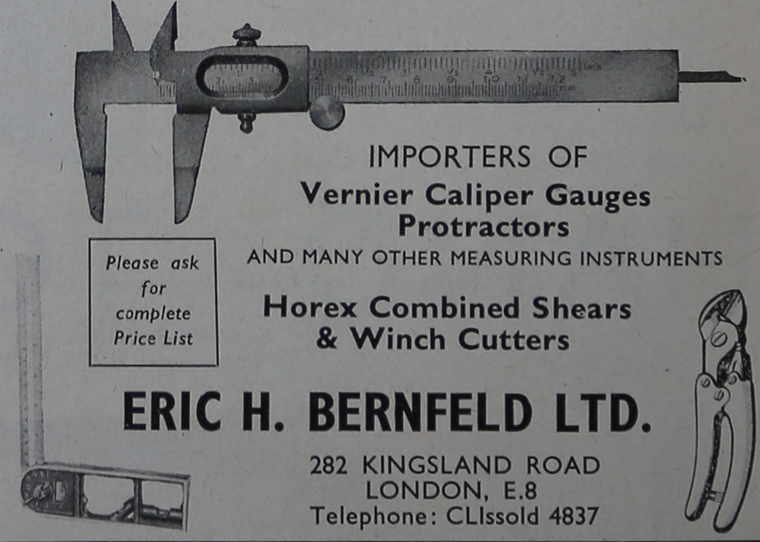 IMPORTERS OF
Vernier Caliper Gauges
Protractors
AND MANY OTHER MEASURING INSTRUMENTS
Please ask
for
complete
Price List
Horex Combined Shears
& Winch Cutters
ERIC H. BERNFELD LTD.
282 KINGSLAND ROAD
LONDON, E.8
Telephone: CLIssold 4837